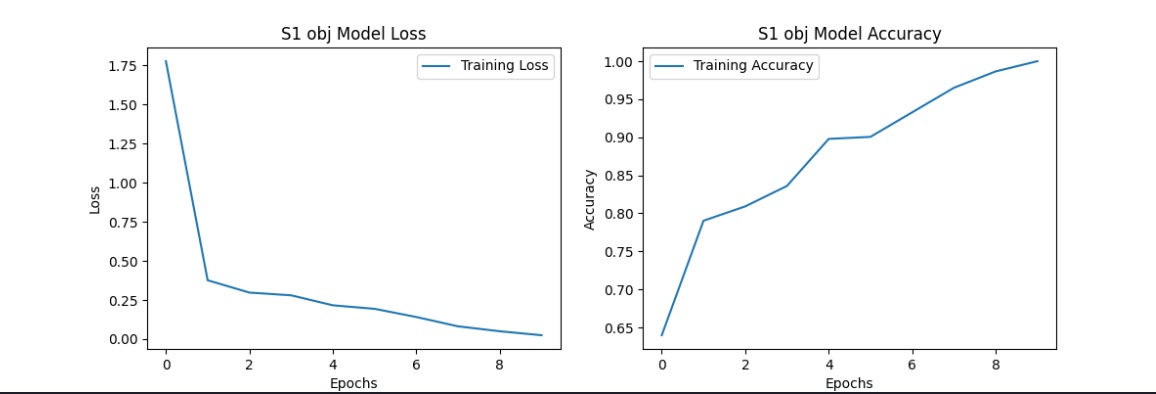 S1 obj Model Loss
Training Loss
1.75
1.50
1.25
1.00
0.75
0.50
0.25
0.00
Loss
0 2 4 6 8
Epochs
S1 obj Model Accuracy
Training Accuracy
1.00
0.95
0.90
0.85
0.80
0.75
0.70
0.65
Accuracy
0 2 4 6 8
Epochs